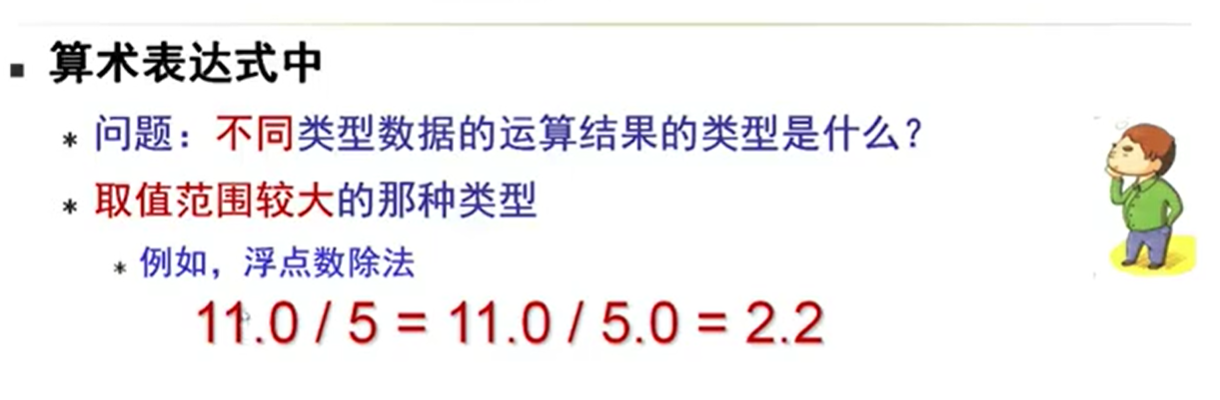 算术表达式中
* 问题：不同类型数据的运算结果的类型是什么？
* 取值范围较大的那种类型
* 例如，浮点数除法
11.0 / 5 = 11.0 / 5.0 = 2.2